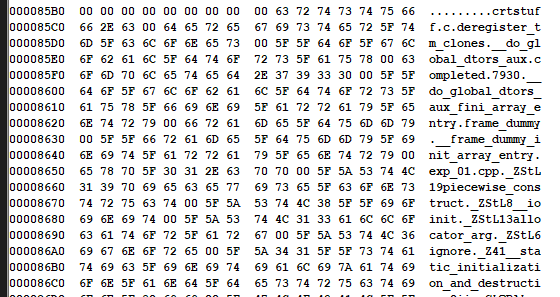 000085B0 00 00 00 00 00 00 00 00 00 63 72 74 73 74 75 66 .........crtstuf
000085C0 66 2E 63 00 64 65 72 65 67 69 73 74 65 72 5F 74 f.c.deregister_t
000085D0 6D 5F 63 6C 6F 6E 65 73 00 5F 5F 64 6F 5F 67 6C m_clones.__do_gl
000085E0 6F 62 61 6C 5F 64 74 6F 72 73 5F 61 75 78 00 63 obal_dtors_aux.c
000085F0 6F 6D 70 6C 65 74 65 64 2E 37 39 33 30 00 5F 5F ompleted.7930.__
00008600 64 6F 5F 67 6C 6F 62 61 6C 5F 64 74 6F 72 73 5F do_global_dtors_
00008610 61 75 78 5F 66 69 6E 69 5F 61 72 72 61 79 5F 65 aux_fini_array_e
00008620 6E 74 72 79 00 66 72 61 6D 65 5F 64 75 6D 6D 79 ntry.frame_dummy
00008630 00 5F 5F 66 72 61 6D 65 5F 64 75 6D 6D 79 5F 69 .__frame_dummy_i
00008640 6E 69 74 5F 61 72 72 61 79 5F 65 6E 74 72 79 00 nit_array_entry.
00008650 65 78 70 5F 30 31 2E 63 70 70 00 5F 5A 53 74 4C exp_01.cpp._ZStL
00008660 31 39 70 69 65 63 65 77 69 73 65 5F 63 6F 6E 73 19piecewise_cons
00008670 74 72 75 63 74 00 5F 5A 53 74 4C 38 5F 5F 69 6F truct._ZStL8__io
00008680 69 6E 69 74 00 5F 5A 53 74 4C 31 33 61 6C 6C 6F init._ZStL13allo
00008690 63 61 74 6F 72 5F 61 72 67 00 5F 5A 53 74 4C 36 cator_arg._ZStL6
000086A0 69 67 6E 6F 72 65 00 5F 5A 34 31 5F 5F 73 74 61 ignore._Z41__sta
000086B0 74 69 63 5F 69 6E 69 74 69 61 6C 69 7A 61 74 69 tic_initializati
000086C0 6F 6E 5F 61 6E 64 5F 64 65 73 74 72 75 63 74 69 on_and_destructi